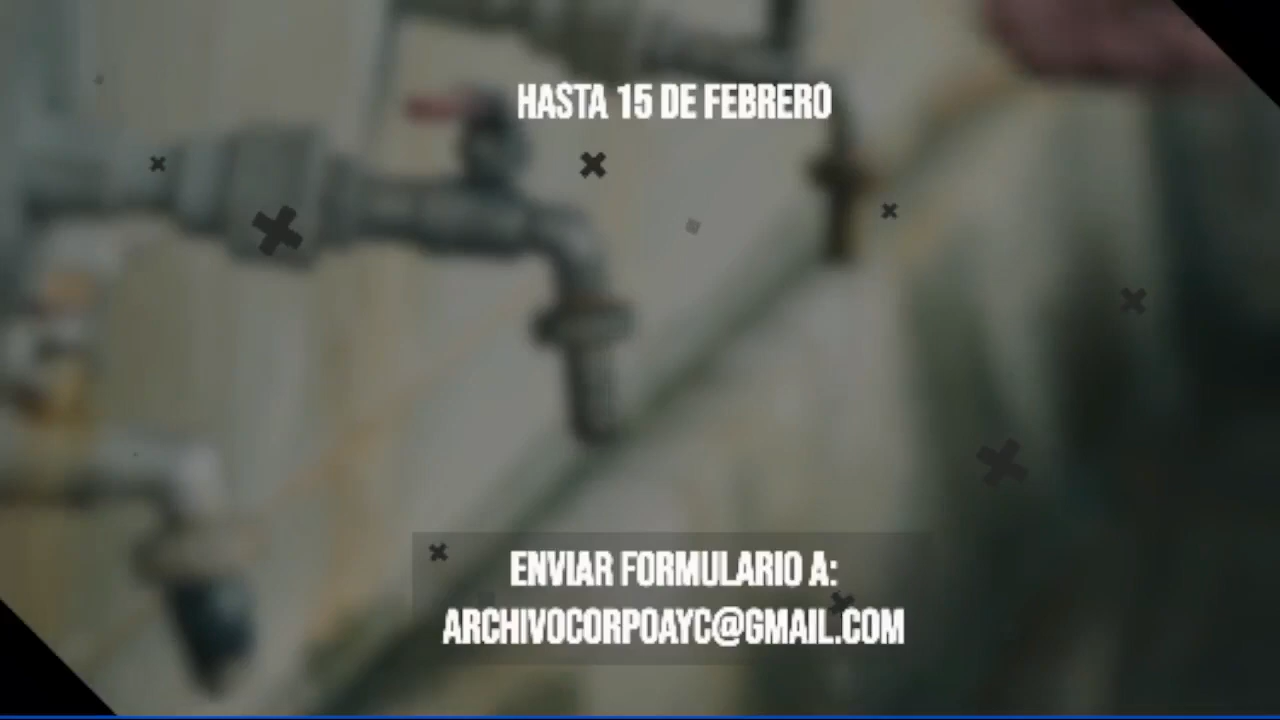 HASTA 15 DE FEBRERO
ENVIAR FORMULARIO A:
ARCHIVOCORPOAYC@GMAIL.COM